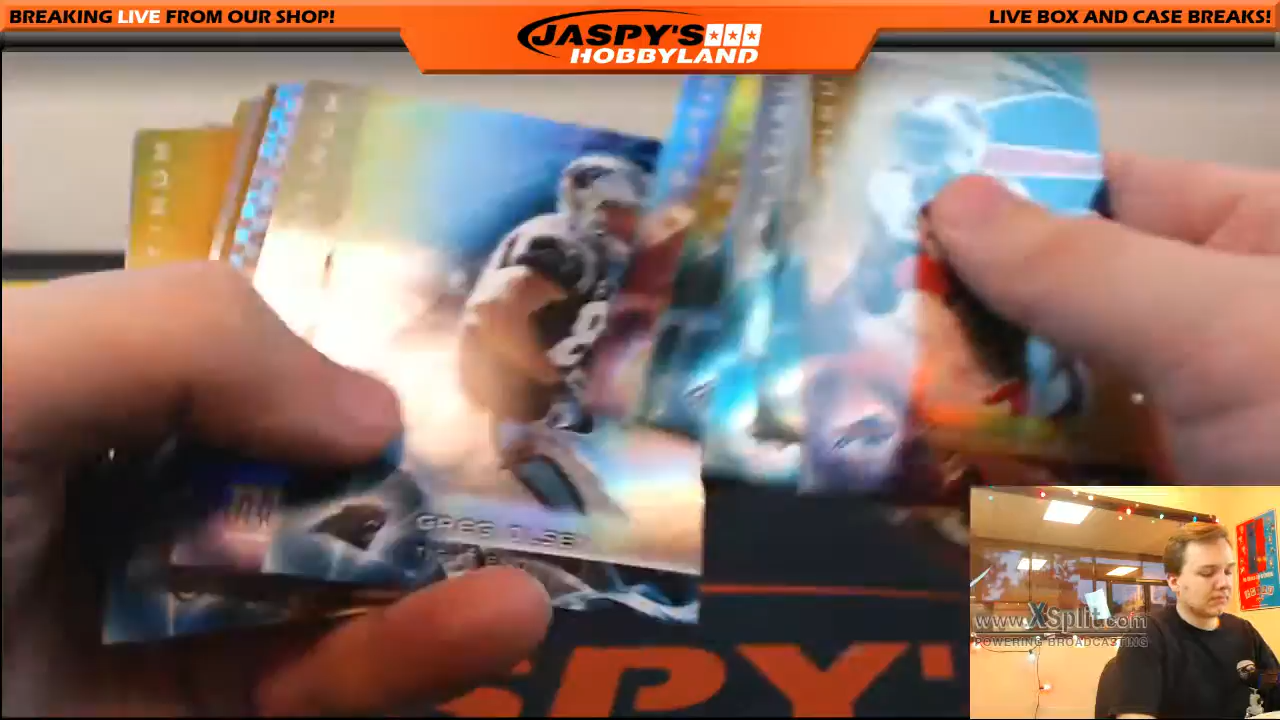 BREAKING LIVE FROM OUR SHOP!
JASPY'S
HOBBYLAND
LIVE BOX AND CASE BREAKS!
GREG OLSEN
www.XSplit.com
POWERING BROADCASTING
SPY'